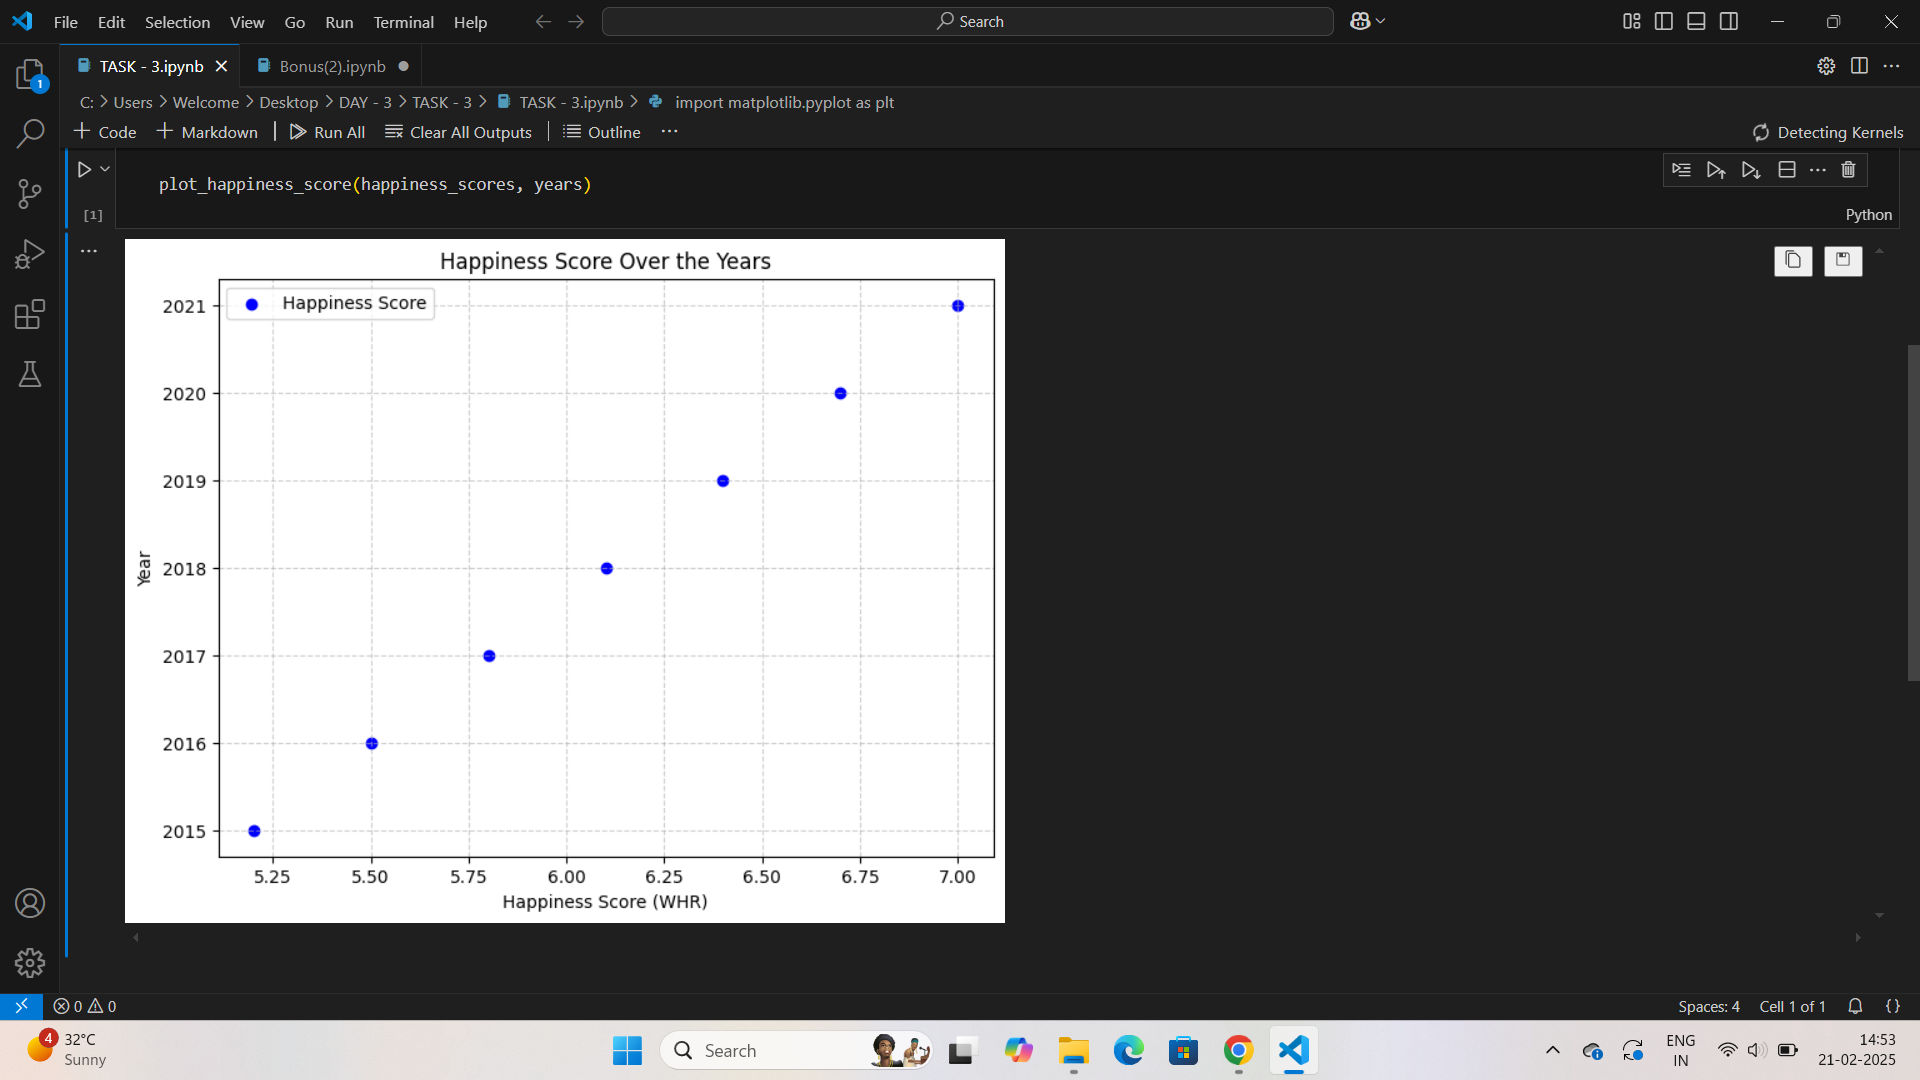 File Edit Selection View Go Run Terminal Help
Search
TASK - 3.ipynb
Bonus(2).ipynb
1
C: > Users > Welcome > Desktop > DAY - 3 > TASK - 3 > TASK - 3.ipynb > import matplotlib.pyplot as plt
+ Code + Markdown Run All Clear All Outputs Outline ...
Detecting Kernels
plot_happiness_score(happiness_scores, years)
[1]
Python
Happiness Score Over the Years
Happiness Score
2021
2020
2019
2018
2017
2016
2015
Year
5.25 5.50 5.75 6.00 6.25 6.50 6.75 7.00
Happiness Score (WHR)
0 0
Spaces: 4 Cell 1 of 1
4
32°C
Sunny
Search
ENG
IN
14:53
21-02-2025